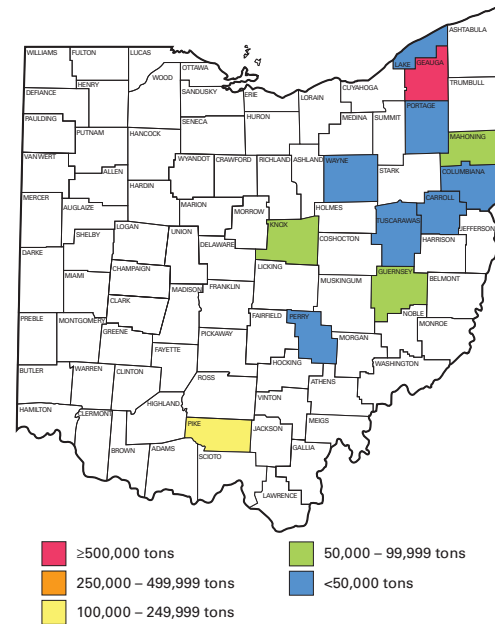 ASHTABULA
WILLIAMS
FULTON
LUCAS
LAKE
GEAUGA
OTTAWA
WOOD
HENRY
SANDUSKY
ERIE
LORAIN
CUYAHOGA
TRUMBULL
DEFIANCE
PORTAGE
PAULDING
SENECA
HURON
MEDINA
SUMMIT
PUTNAM
HANCOCK
MAHONING
VAN WERT
WYANDOT
CRAWFORD
RICHLAND
ASHLAND
WAYNE
STARK
COLUMBIANA
ALLEN
HARDIN
MERCER
CARROLL
AUGLAIZE
MARION
MORROW
HOLMES
TUSCARAWAS
SHELBY
LOGAN
UNION
KNOX
JEFFERSON
DELAWARE
COSHOCTON
HARRISON
DARKE
LICKING
GUERNSEY
CHAMPAIGN
MIAMI
MUSKINGUM
BELMONT
MADISON
FRANKLIN
CLARK
NOBLE
PREBLE
MONTGOMERY
FAIRFIELD
PERRY
MONROE
GREENE
PICKAWAY
MORGAN
FAYETTE
HOCKING
WASHINGTON
BUTLER
WARREN
CLINTON
ROSS
ATHENS
VINTON
HIGHLAND
HAMILTON
CLERMONT
PIKE
JACKSON
MEIGS
BROWN
ADAMS
SCIOTO
GALLIA
LAWRENCE
≥500,000 tons
250,000 – 499,999 tons
100,000 – 249,999 tons
50,000 – 99,999 tons
<50,000 tons